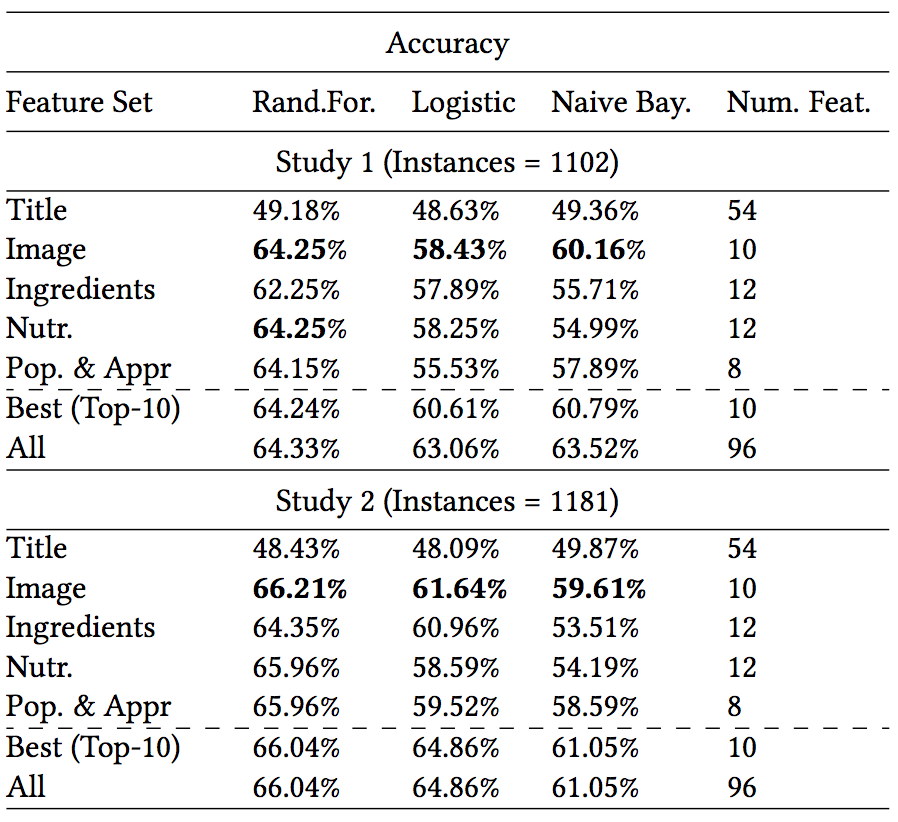 Accuracy
Feature Set Rand.For. Logistic Naive Bay. Num. Feat.
Study 1 (Instances = 1102)
Title 49.18% 48.63% 49.36% 54
Image 64.25% 58.43% 60.16% 10
Ingredients 62.25% 57.89% 55.71% 12
Nutr. 64.25% 58.25% 54.99% 12
Pop. & Appr 64.15% 55.53% 57.89% 8
Best (Top-10) 64.24% 60.61% 60.79% 10
All 64.33% 63.06% 63.52% 96
Study 2 (Instances = 1181)
Title 48.43% 48.09% 49.87% 54
Image 66.21% 61.64% 59.61% 10
Ingredients 64.35% 60.96% 53.51% 12
Nutr. 65.96% 58.59% 54.19% 12
Pop. & Appr 65.96% 59.52% 58.59% 8
Best (Top-10) 66.04% 64.86% 61.05% 10
All 66.04% 64.86% 61.05% 96